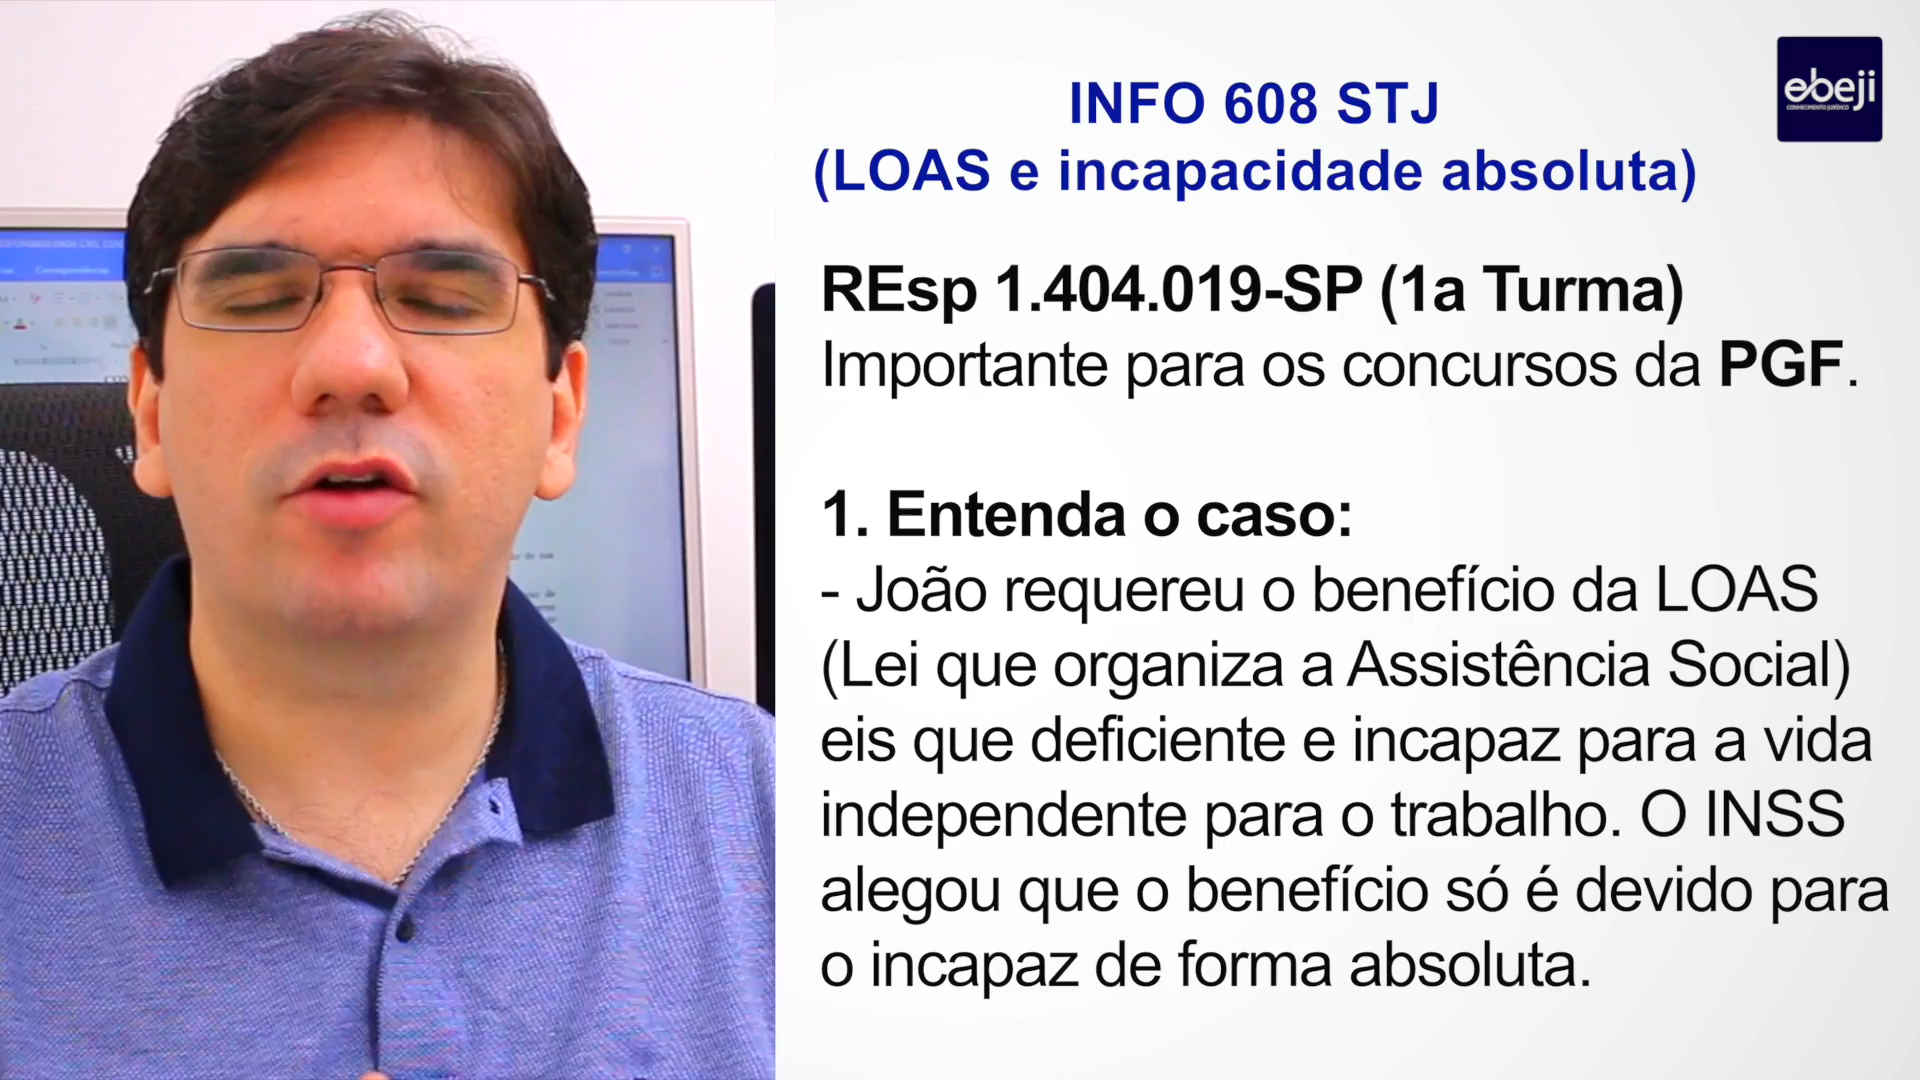 INFO 608 STJ
(LOAS e incapacidade absoluta)
ebeji
CONHECIMENTO JURÍDICO
REsp 1.404.019-SP (1a Turma)
Importante para os concursos da PGF.
1. Entenda o caso:
- João requereu o benefício da LOAS
(Lei que organiza a Assistência Social)
eis que deficiente e incapaz para a vida
independente para o trabalho. O INSS
alegou que o benefício só é devido para
o incapaz de forma absoluta.